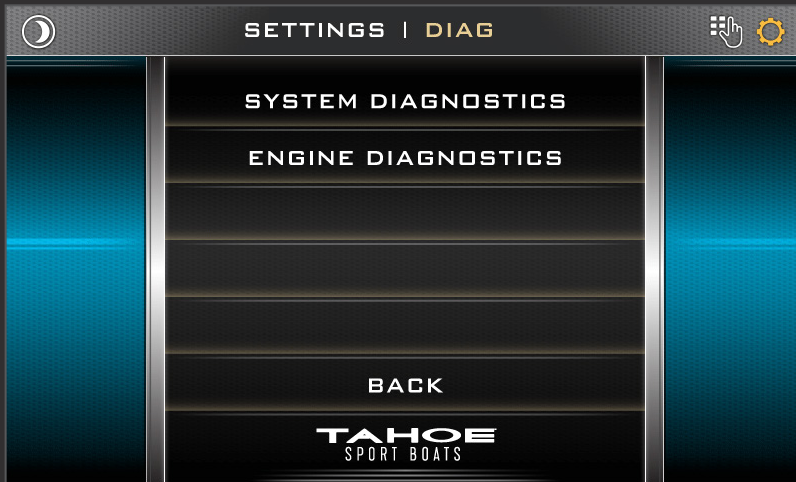 SETTINGS | DIAG
SYSTEM DIAGNOSTICS
ENGINE DIAGNOSTICS
BACK
TAHOE
SPORT BOATS